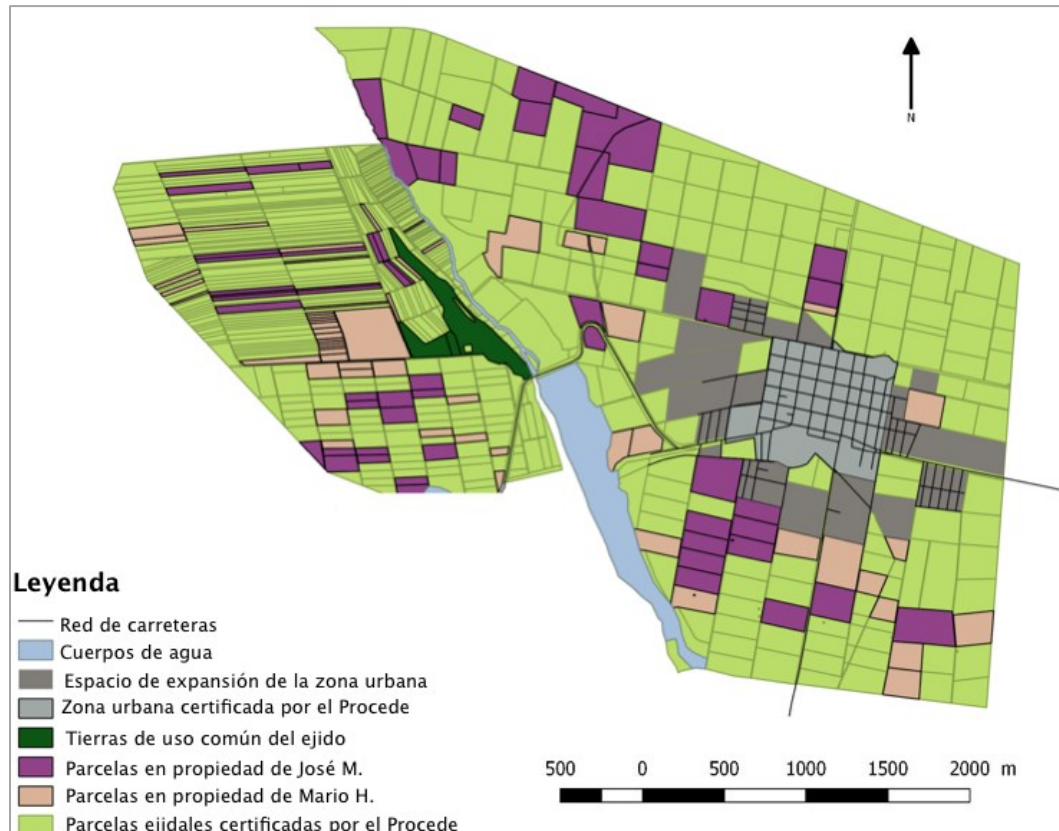 N
Leyenda
Red de carreteras
Cuerpos de agua
Espacio de expansión de la zona urbana
Zona urbana certificada por el Procede
Tierras de uso común del ejido
Parcelas en propiedad de José M.
Parcelas en propiedad de Mario H.
Parcelas ejidales certificadas por el Procede
500 0 500 1000 1500 2000 m